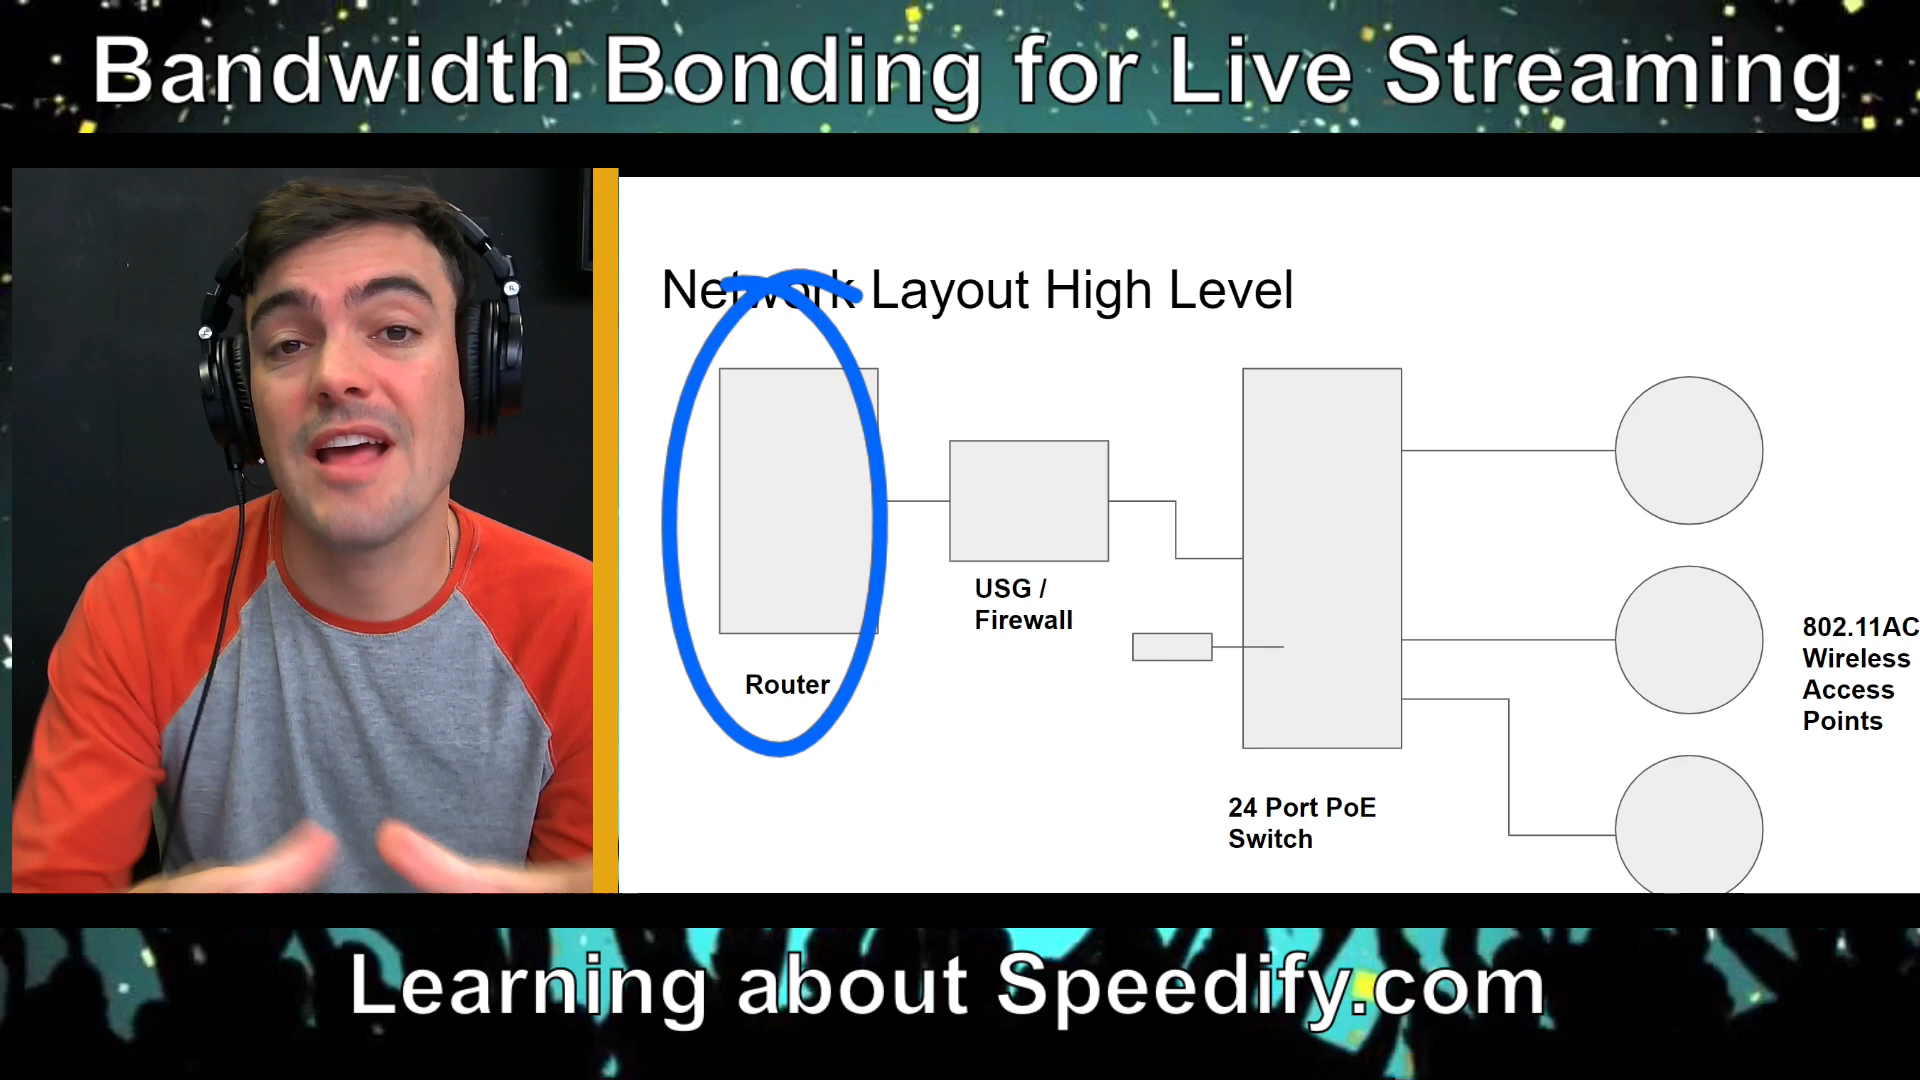 Bandwidth Bonding for Live Streaming
Network Layout High Level
USG /
Firewall
Router
24 Port PoE
Switch
802.11AC
Wireless
Access
Points
Learning about Speedify.com